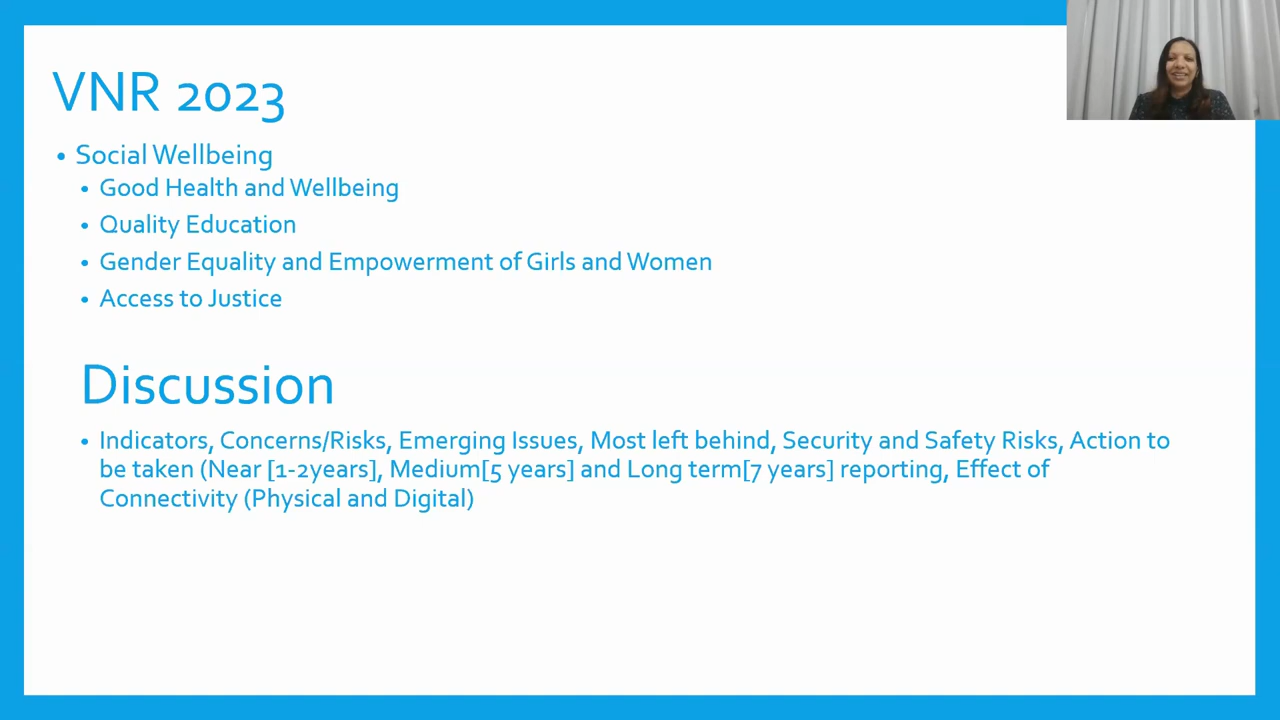 VNR 2023
• Social Wellbeing
• Good Health and Wellbeing
• Quality Education
• Gender Equality and Empowerment of Girls and Women
• Access to Justice
Discussion
• Indicators, Concerns/Risks, Emerging Issues, Most left behind, Security and Safety Risks, Action to
be taken (Near [1-2years], Medium[5 years] and Long term[7 years] reporting, Effect of
Connectivity (Physical and Digital)